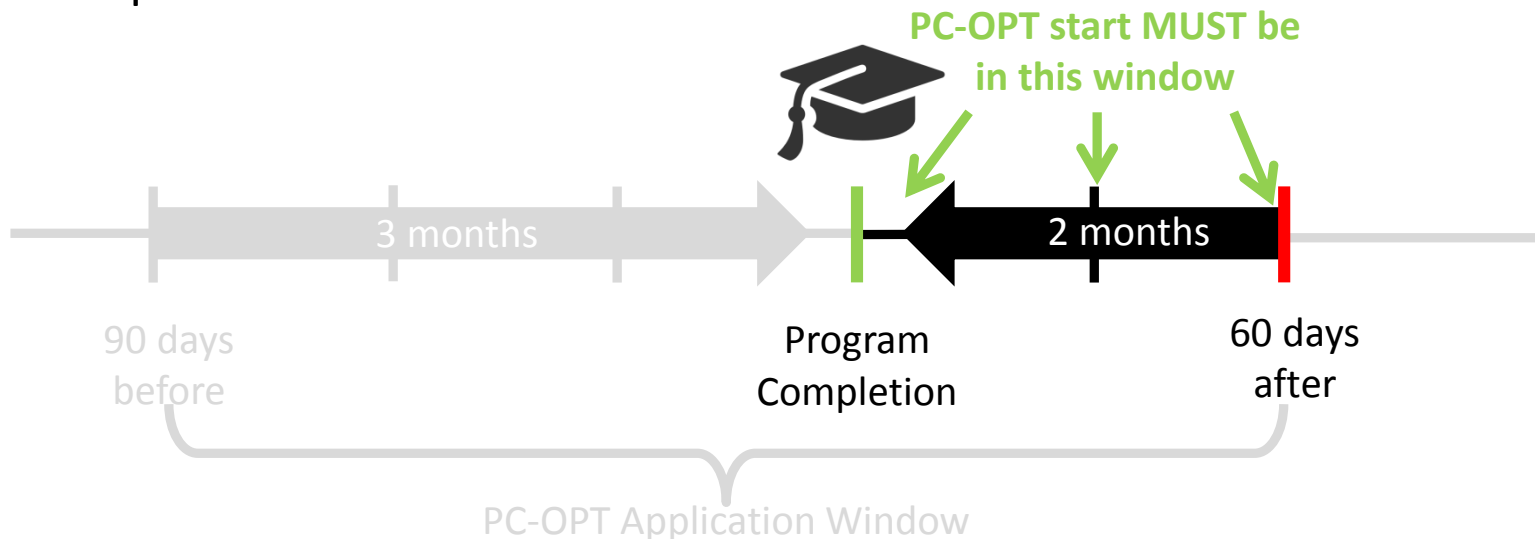 PC-OPT start MUST be
in this window
3 months
2 months
90 days
before
Program
Completion
60 days
after
PC-OPT Application Window